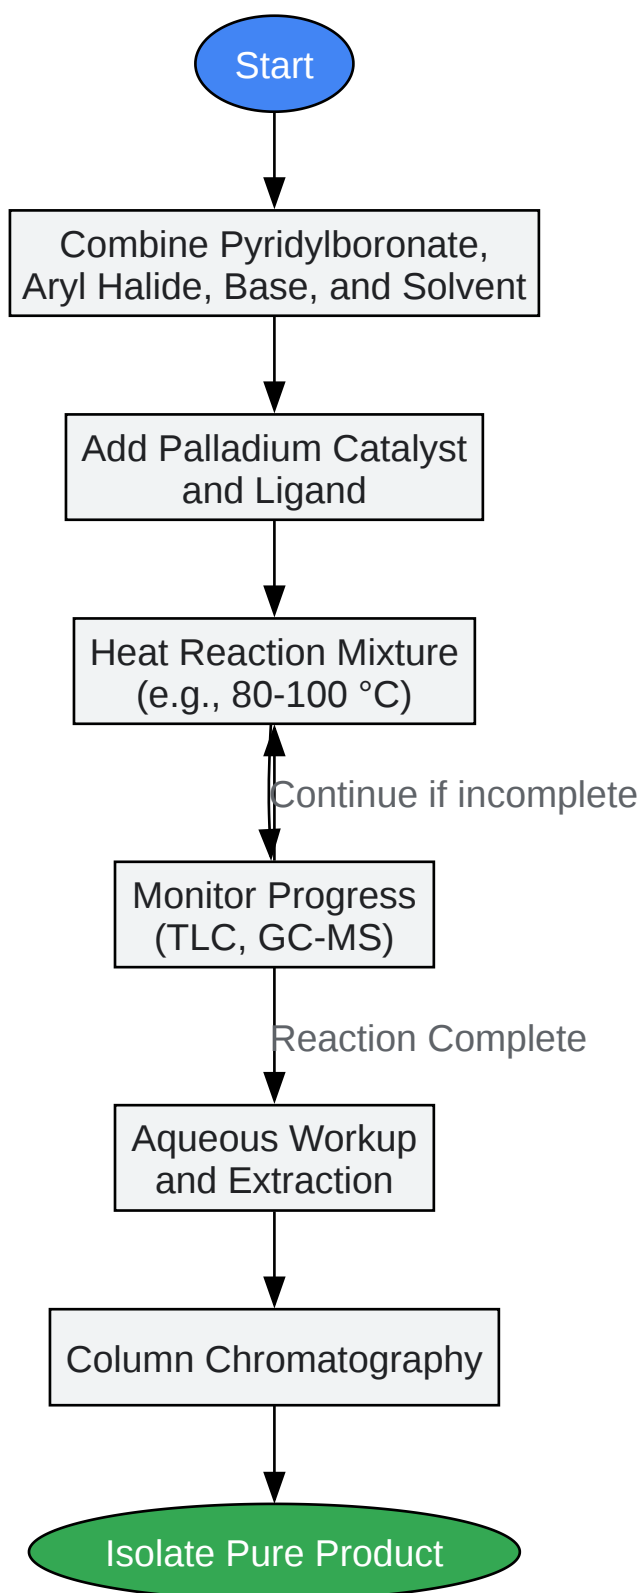 Start
Combine Pyridylboronate,
Aryl Halide, Base, and Solvent
Add Palladium Catalyst
and Ligand
Heat Reaction Mixture
(e.g., 80-100 °C)
Continue if incomplete
Monitor Progress
(TLC, GC-MS)
Reaction Complete
Aqueous Workup
and Extraction
Column Chromatography
Isolate Pure Product